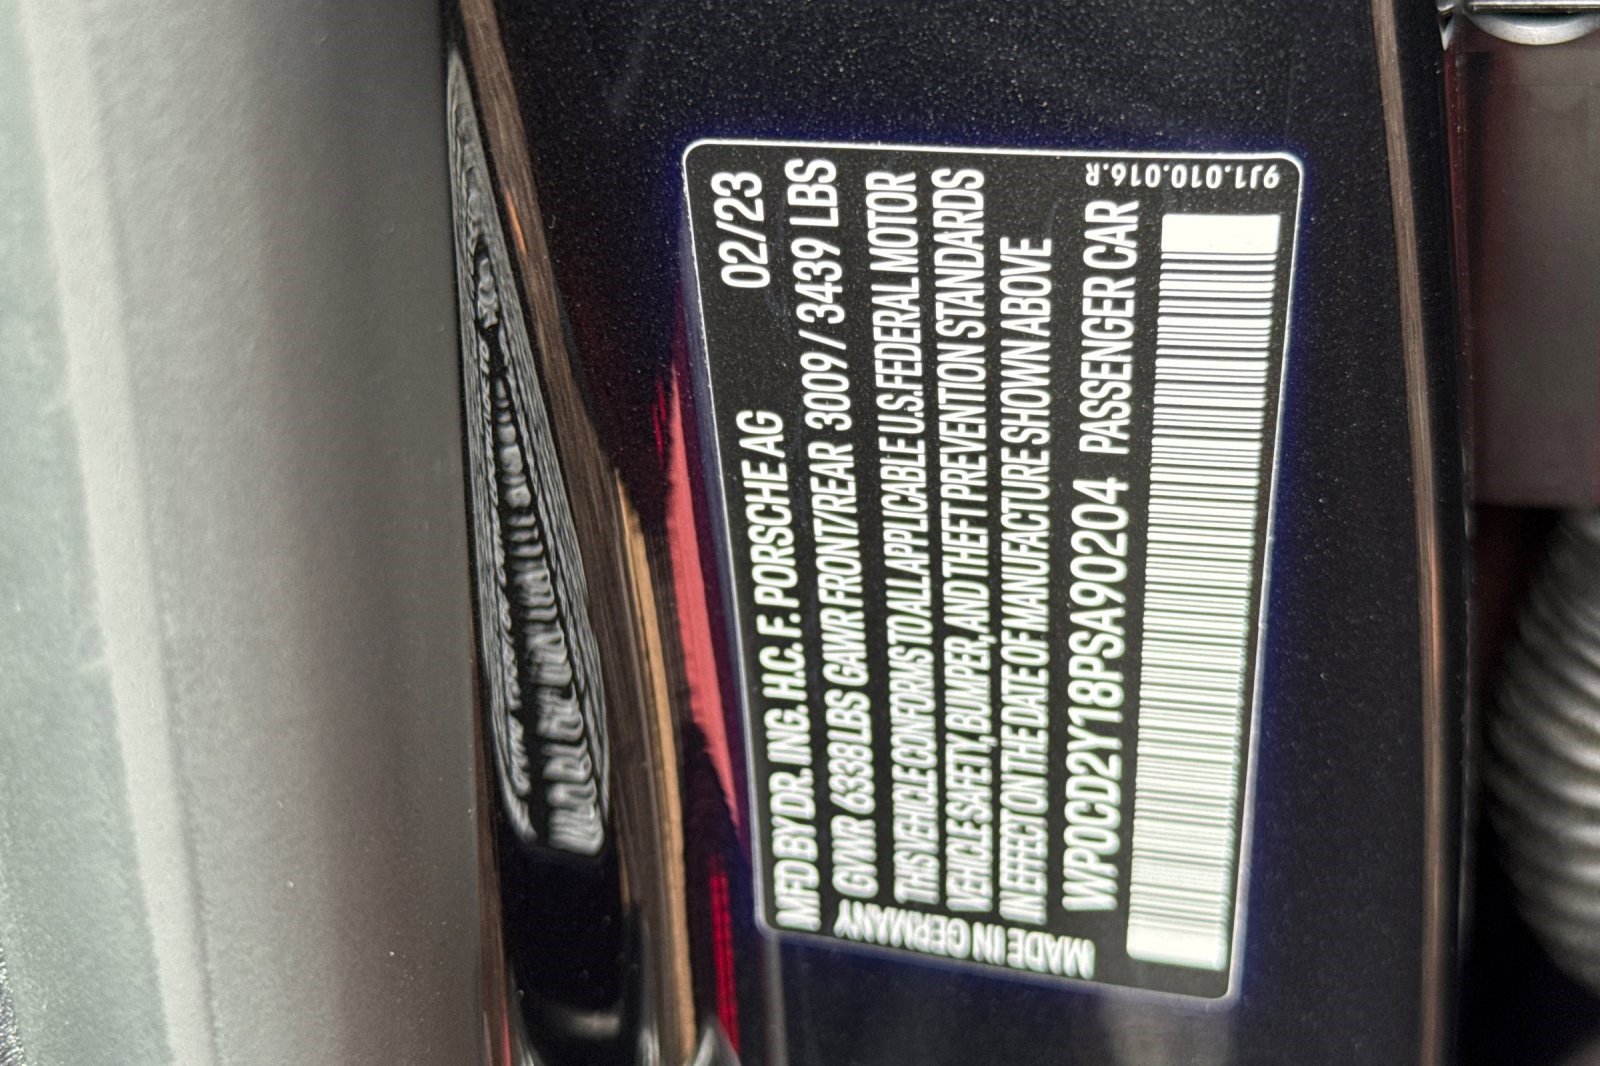 MFD BY DR. ING. H.C. F. PORSCHE AG 02/23
GVWR 6338 LBS GAWR FRONT/REAR 3009 / 3439 LBS
THIS VEHICLE CONFORMS TO ALL APPLICABLE U.S. FEDERAL MOTOR
VEHICLE SAFETY, BUMPER, AND THEFT PREVENTION STANDARDS
IN EFFECT ON THE DATE OF MANUFACTURE SHOWN ABOVE
WP0CD2Y18PSA90204 PASSENGER CAR
MADE IN GERMANY
9J1.010.016.R